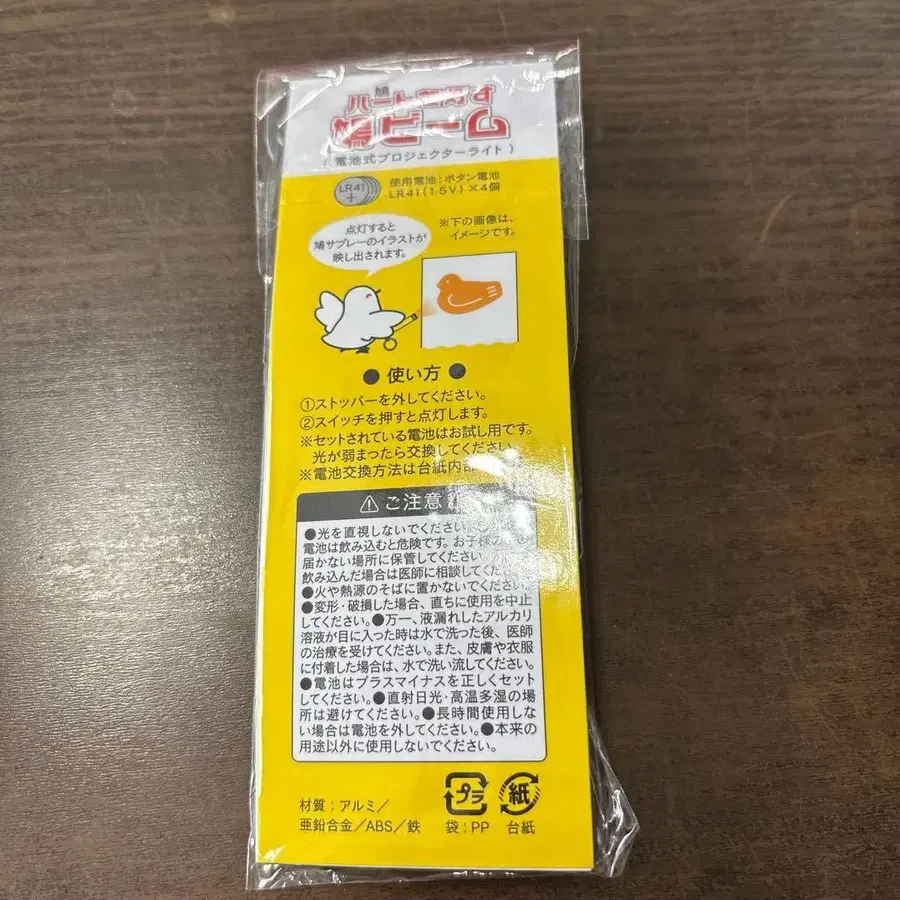 鳩
ハートを灯す
鳩ビーム
( 電池式プロジェクターライト )
LR41
+
使用電池：ボタン電池
LR41(1.5V)×4個
点灯すると
鳩サブレーのイラストが
映し出されます。
※下の画像は、
イメージです。
● 使い方 ●
①ストッパーを外してください。
②スイッチを押すと点灯します。
※セットされている電池はお試し用です。
光が弱まったら交換してください
※電池交換方法は台紙内部
⚠ ご注意
●光を直視しないでください。
電池は飲み込むと危険です。お子様の
届かない場所に保管してください。
飲み込んだ場合は医師に相談してくだ
●火や熱源のそばに置かないでください。
●変形・破損した場合、直ちに使用を中止
してください。●万一、液漏れしたアルカリ
溶液が目に入った時は水で洗った後、医師
の治療を受けてください。また、皮膚や衣服
に付着した場合は、水で洗い流してください。
●電池はプラスマイナスを正しくセット
してください。●直射日光・高温多湿の場
所は避けてください。●長時間使用しな
い場合は電池を外してください。●本来の
用途以外に使用しないでください。
材質：アルミ／
亜鉛合金／ABS／鉄
プラ
袋：PP
紙
台紙